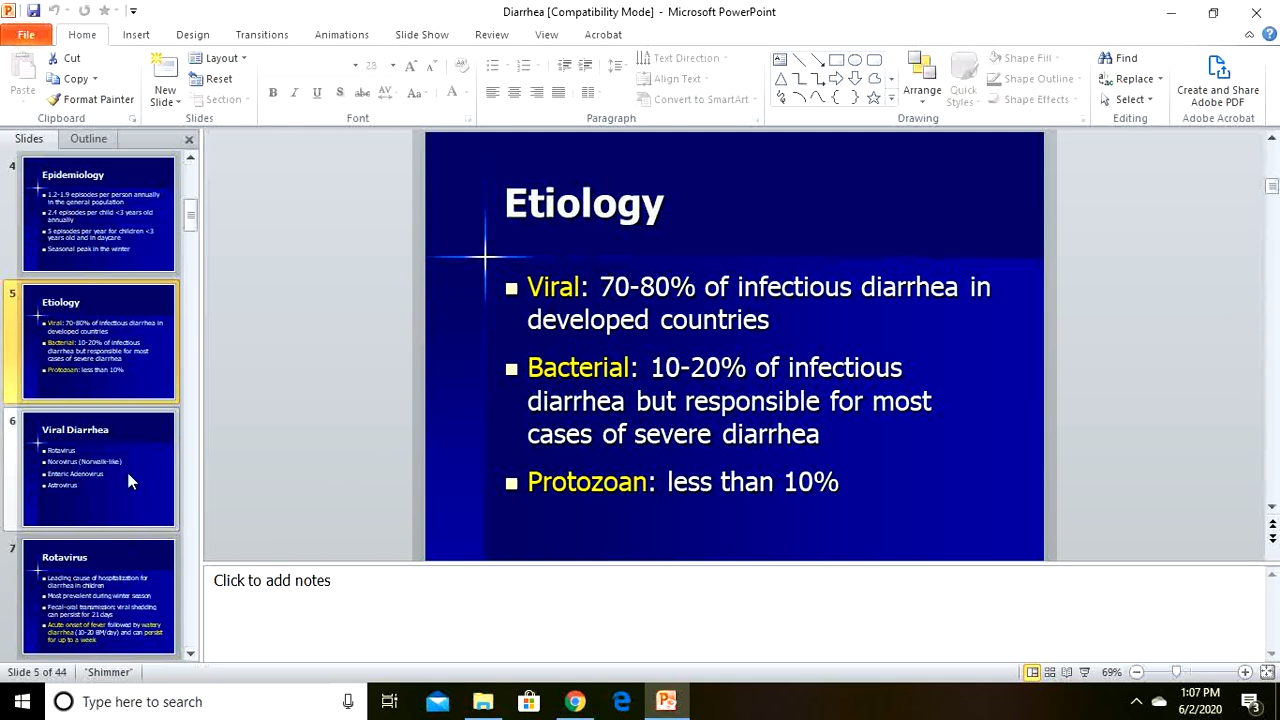 Diarrhea [Compatibility Mode] - Microsoft PowerPoint
File Home Insert Design Transitions Animations Slide Show Review View Acrobat
Paste
Cut
Copy
Format Painter
Clipboard
New Slide
Layout
Reset
Section
Slides
28
B I U S abc AV Aa A
Font
Text Direction
Align Text
Convert to SmartArt
Paragraph
Arrange
Quick Styles
Shape Fill
Shape Outline
Shape Effects
Drawing
Find
Replace
Select
Editing
Create and Share
Adobe PDF
Adobe Acrobat
Slides Outline
4
Epidemiology
1.2-1.9 episodes per person annually
in the general population
2.4 episodes per child <3 years old
annually
5 episodes per year for children <3
years old and in daycare
Seasonal peak in the winter
5
Etiology
Viral: 70-80% of infectious diarrhea in
developed countries
Bacterial: 10-20% of infectious
diarrhea but responsible for most
cases of severe diarrhea
Protozoan: less than 10%
6
Viral Diarrhea
Rotavirus
Norovirus (Norwalk-like)
Enteric Adenovirus
Astrovirus
7
Rotavirus
Leading cause of hospitalization for
diarrhea in children
Most prevalent during winter season
Fecal-oral transmission; viral shedding
can persist for 21 days
Acute onset of fever followed by watery
diarrhea (10-20 BM/day) and can persist
for up to a week
Etiology
Viral: 70-80% of infectious diarrhea in
developed countries
Bacterial: 10-20% of infectious
diarrhea but responsible for most
cases of severe diarrhea
Protozoan: less than 10%
Click to add notes
Slide 5 of 44 "Shimmer" 69%
Type here to search
1:07 PM
6/2/2020
3